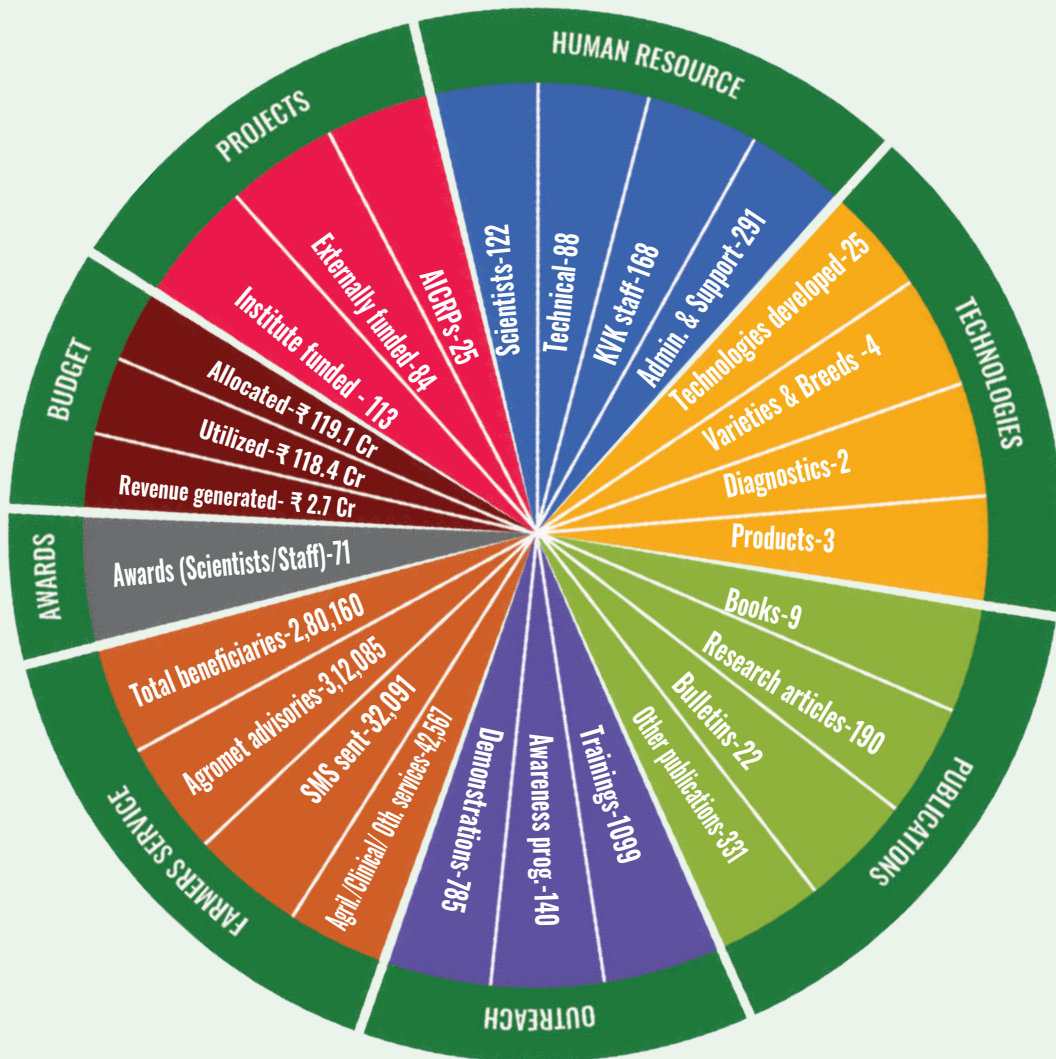 HUMAN RESOURCE
Scientists-122
Technical-88
KVK staff-168
Admin. & Support-291
TECHNOLOGIES
Technologies developed-25
Varieties & Breeds -4
Diagnostics-2
Products-3
PUBLICATIONS
Books-9
Research articles-190
Bulletins-22
Other publications-331
OUTREACH
Trainings-1099
Awareness prog.-140
Demonstrations-785
FARMERS SERVICE
Agril./Clinical/ Oth. services-42,567
SMS sent-32,091
Agromet advisories-3,12,085
Total beneficiaries-2,80,160
AWARDS
Awards (Scientists/Staff)-71
BUDGET
Revenue generated- ₹ 2.7 Cr
Utilized-₹ 118.4 Cr
Allocated-₹ 119.1 Cr
PROJECTS
Institute funded - 113
Externally funded-84
AICRPs-25